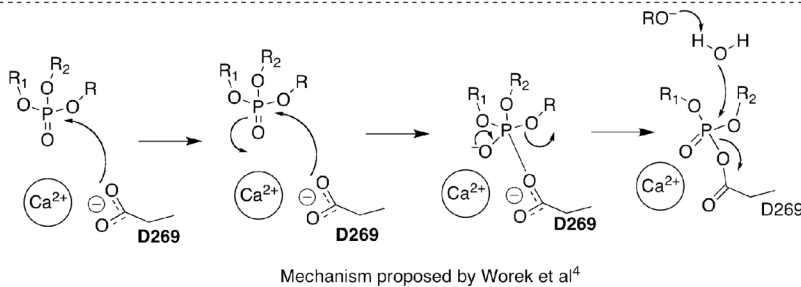 RO⁻
H H
O
R₁ O R₂ O P O R O
Ca²⁺ ⊖ O O
D269
R₁ O R₂ O P O R O
Ca²⁺ ⊖ O O
D269
R₁ O R₂ O P O R ⁻O
Ca²⁺ ⊖ O O
D269
R₁ O P O R₂ O O
Ca²⁺ O
D269
Mechanism proposed by Worek et al⁴